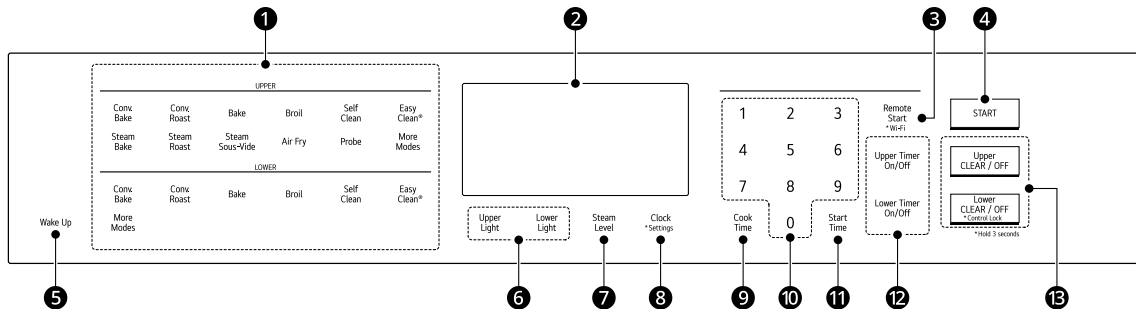 1
2
3
4
UPPER
Conv.
Bake
Conv.
Roast
Bake
Broil
Self
Clean
Easy
Clean®
Steam
Bake
Steam
Roast
Steam
Sous-Vide
Air Fry
Probe
More
Modes
LOWER
Conv.
Bake
Conv.
Roast
Bake
Broil
Self
Clean
Easy
Clean®
More
Modes
Wake Up
Upper
Light
Lower
Light
Steam
Level
Clock
*Settings
1 2 3
4 5 6
7 8 9
0
Cook
Time
Start
Time
Remote
Start
*Wi-Fi
Upper Timer
On/Off
Lower Timer
On/Off
START
Upper
CLEAR / OFF
Lower
CLEAR / OFF
*Control Lock
*Hold 3 seconds
5
6
7
8
9
10
11
12
13